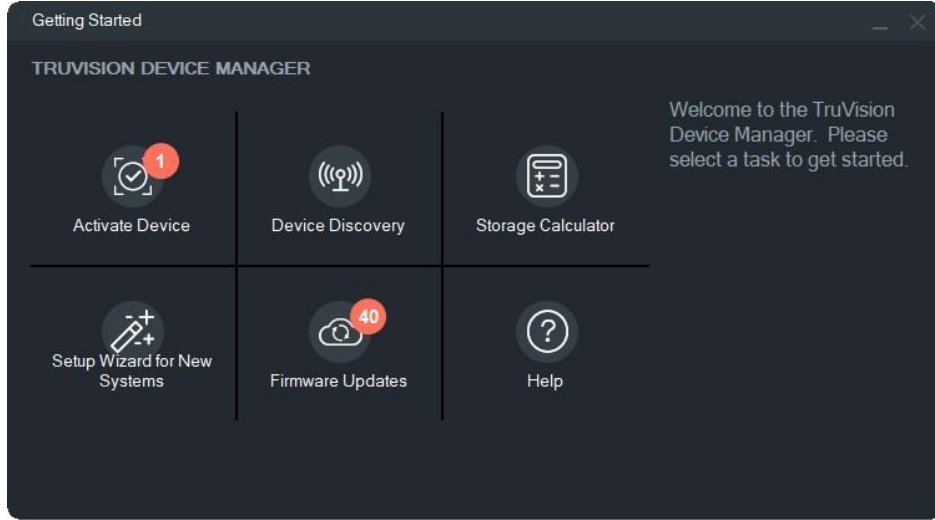 Getting Started
TRUVISION DEVICE MANAGER
Welcome to the TruVision
Device Manager. Please
select a task to get started.
1
Activate Device
Device Discovery
Storage Calculator
Setup Wizard for New
Systems
40
Firmware Updates
Help